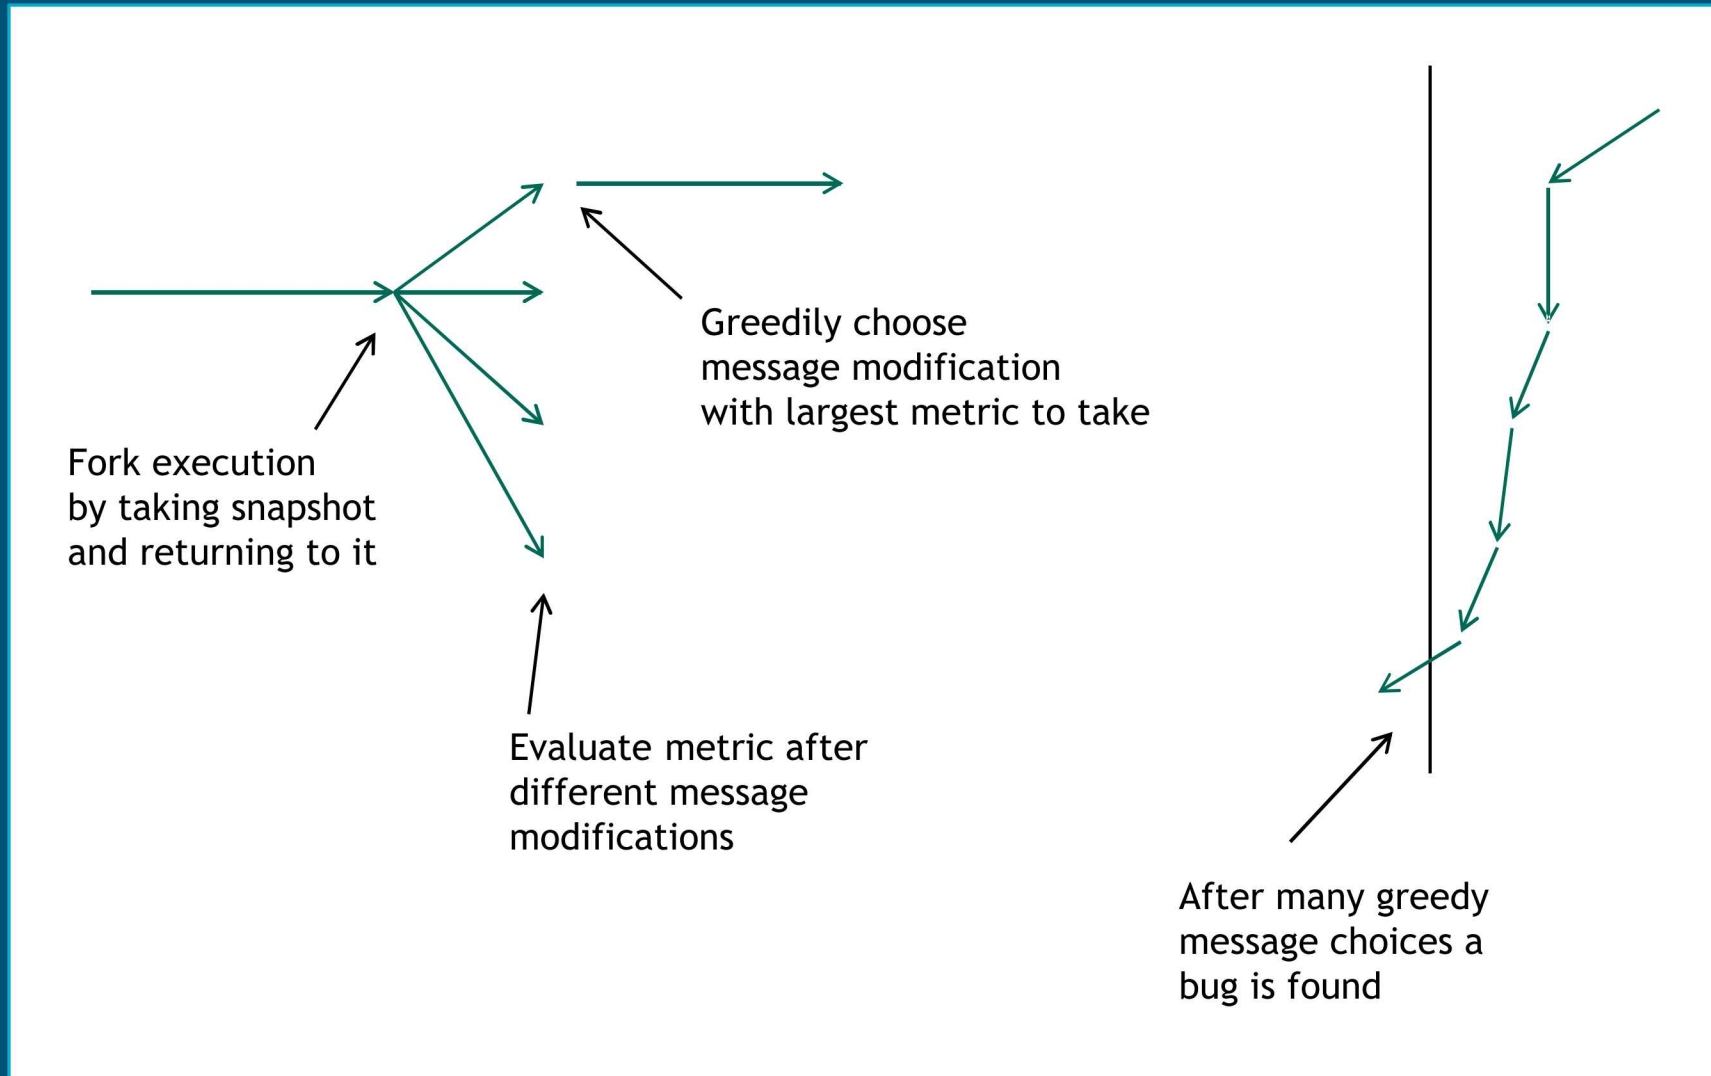 Greedily choose
message modification
with largest metric to take
Fork execution
by taking snapshot
and returning to it
Evaluate metric after
different message
modifications
After many greedy
message choices a
bug is found